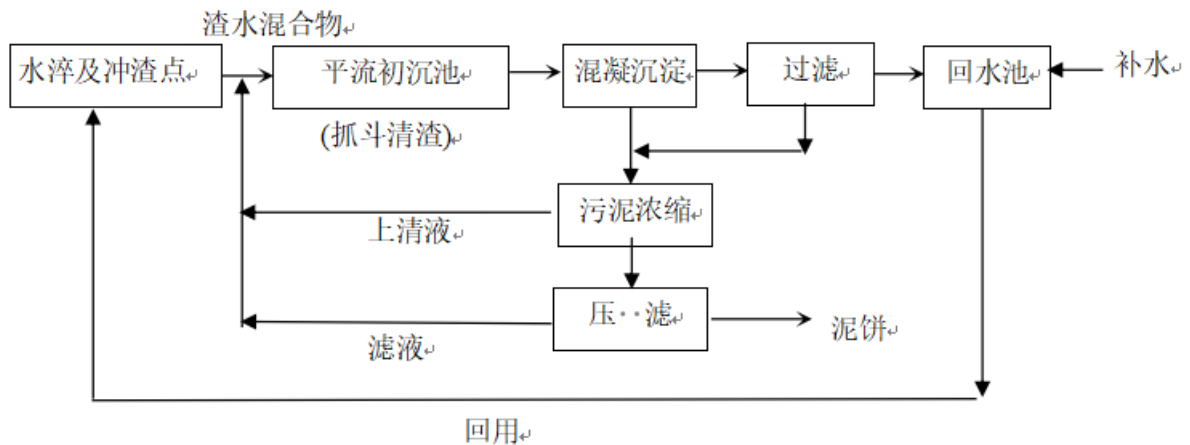 渣水混合物
水淬及冲渣点
平流初沉池
混凝沉淀
过滤
回水池
补水
(抓斗清渣)
污泥浓缩
上清液
压··滤
泥饼
滤液
回用